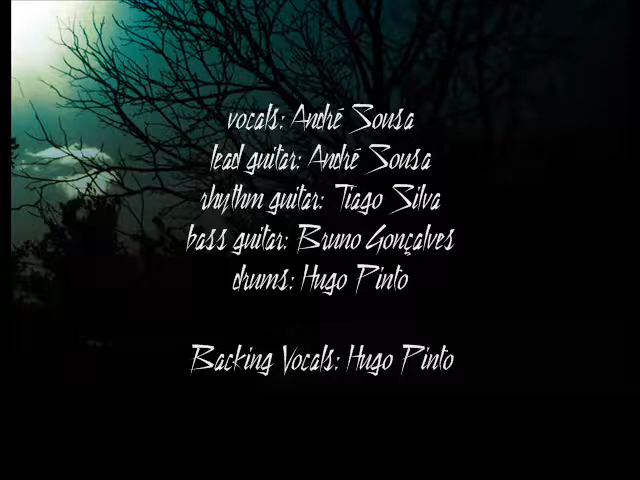 vocals: André Sousa
lead guitar: André Sousa
rhythm guitar: Tiago Silva
bass guitar: Bruno Gonçalves
drums: Hugo Pinto
Backing Vocals: Hugo Pinto